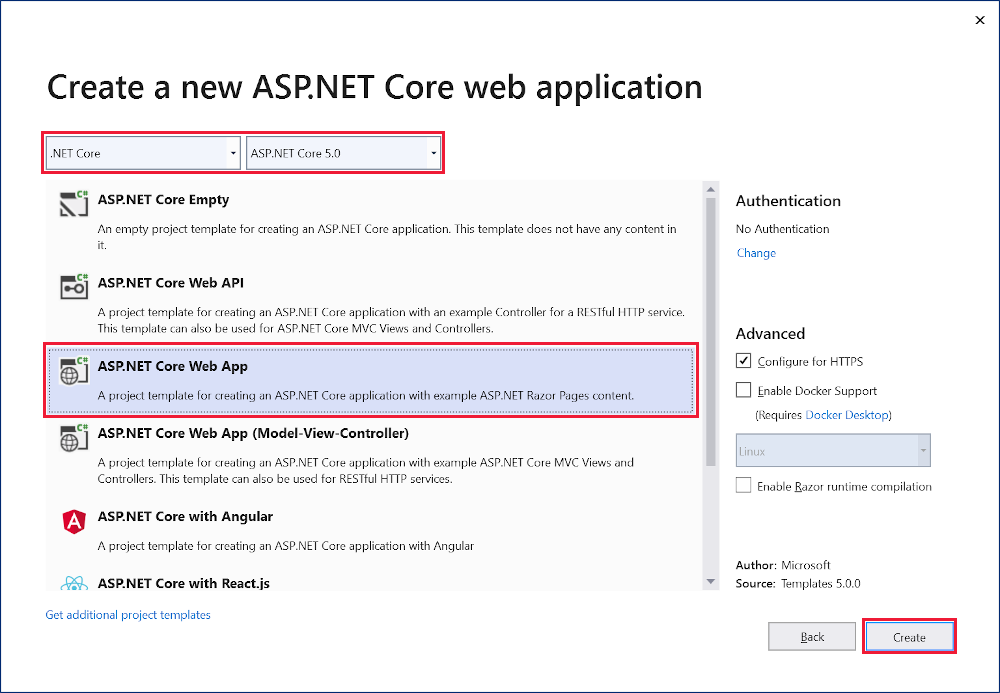 Create a new ASP.NET Core web application
.NET Core
ASP.NET Core 5.0
C#
ASP.NET Core Empty
An empty project template for creating an ASP.NET Core application. This template does not have any content in
it.
C#
ASP.NET Core Web API
A project template for creating an ASP.NET Core application with an example Controller for a RESTful HTTP service.
This template can also be used for ASP.NET Core MVC Views and Controllers.
C#
ASP.NET Core Web App
A project template for creating an ASP.NET Core application with example ASP.NET Razor Pages content.
C#
ASP.NET Core Web App (Model-View-Controller)
A project template for creating an ASP.NET Core application with example ASP.NET Core MVC Views and
Controllers. This template can also be used for RESTful HTTP services.
A
ASP.NET Core with Angular
A project template for creating an ASP.NET Core application with Angular
ASP.NET Core with React.js
Get additional project templates
Authentication
No Authentication
Change
Advanced
Configure for HTTPS
Enable Docker Support
(Requires Docker Desktop)
Linux
Enable Razor runtime compilation
Author: Microsoft
Source: Templates 5.0.0
Back
Create